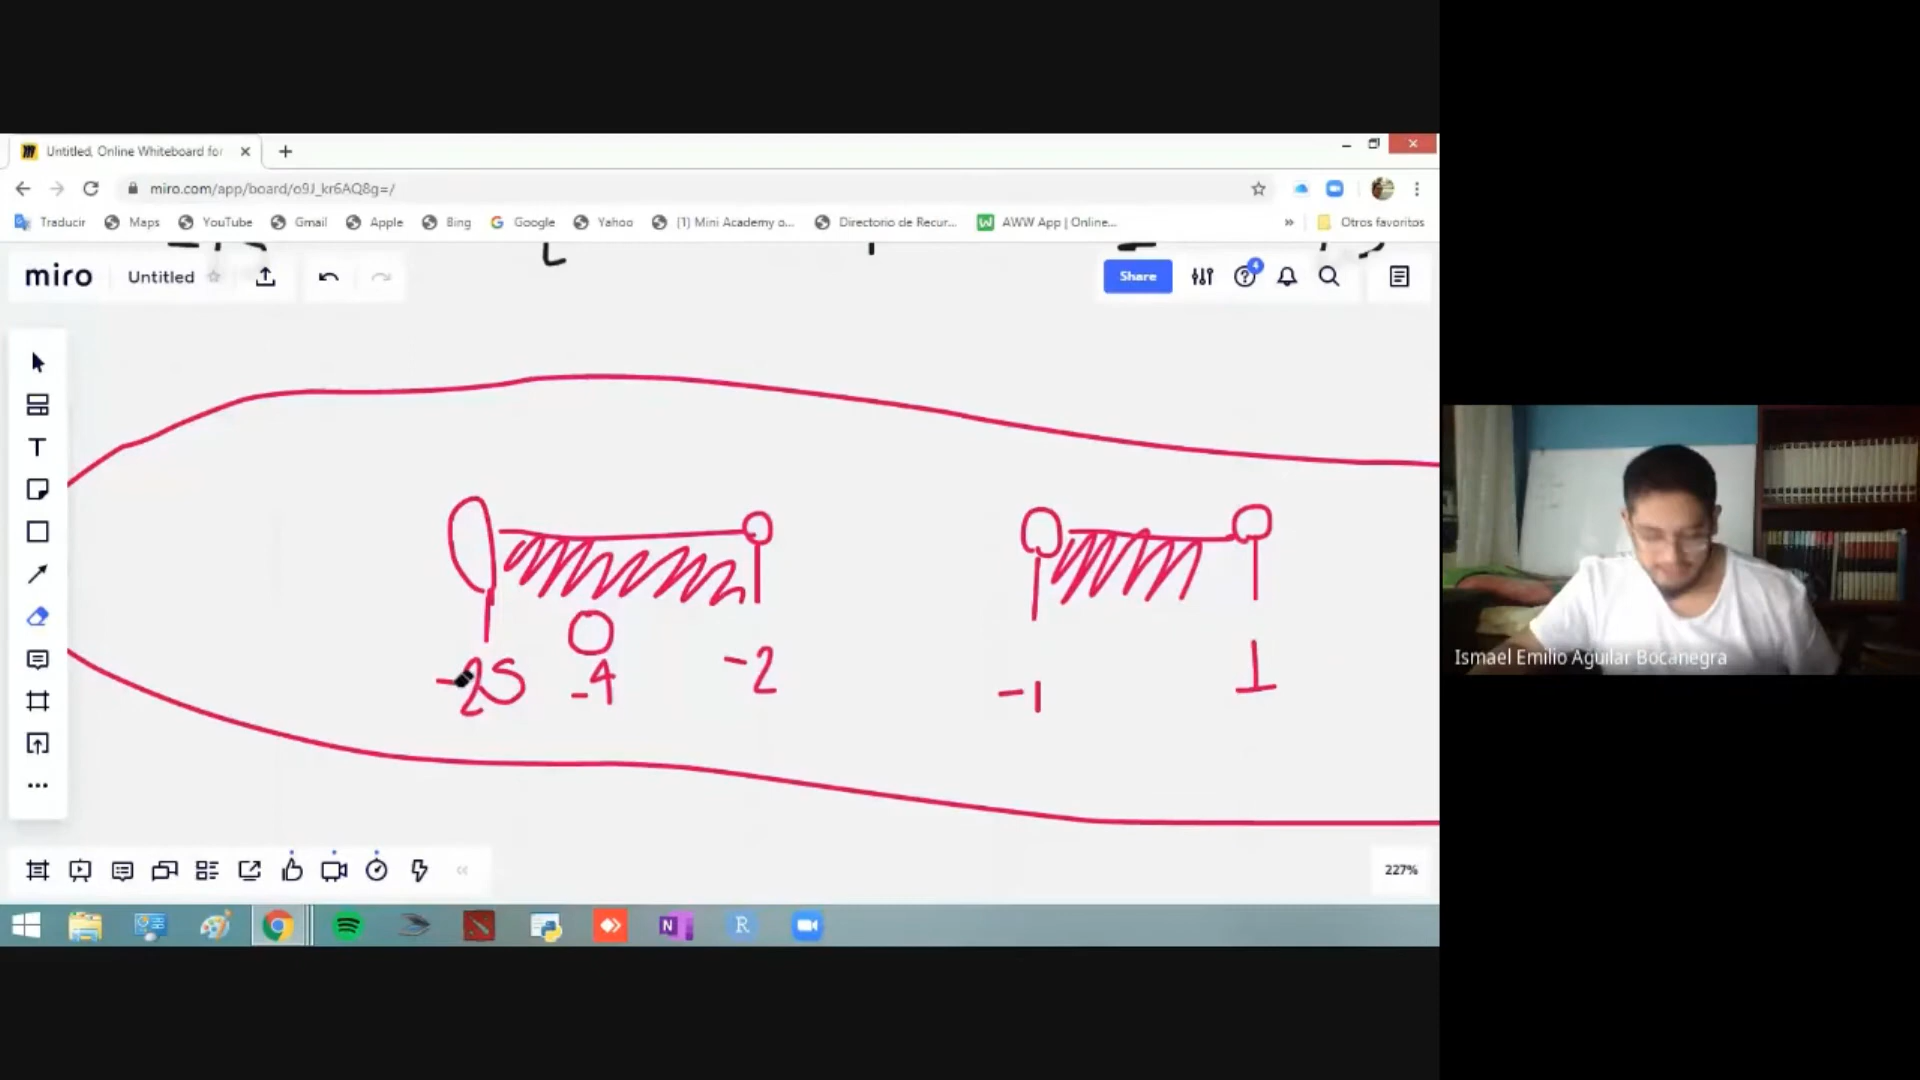 Untitled, Online Whiteboard for
miro.com/app/board/o9J_kr6AQ8g=/
Traducir Maps YouTube Gmail Apple Bing Google Yahoo (1) Mini Academy o... Directorio de Recur... AWW App | Online... » Otros favoritos
miro Untitled Share 4
-25 -4 -2 -1 1
Ismael Emilio Aguilar Bocanegra
227%